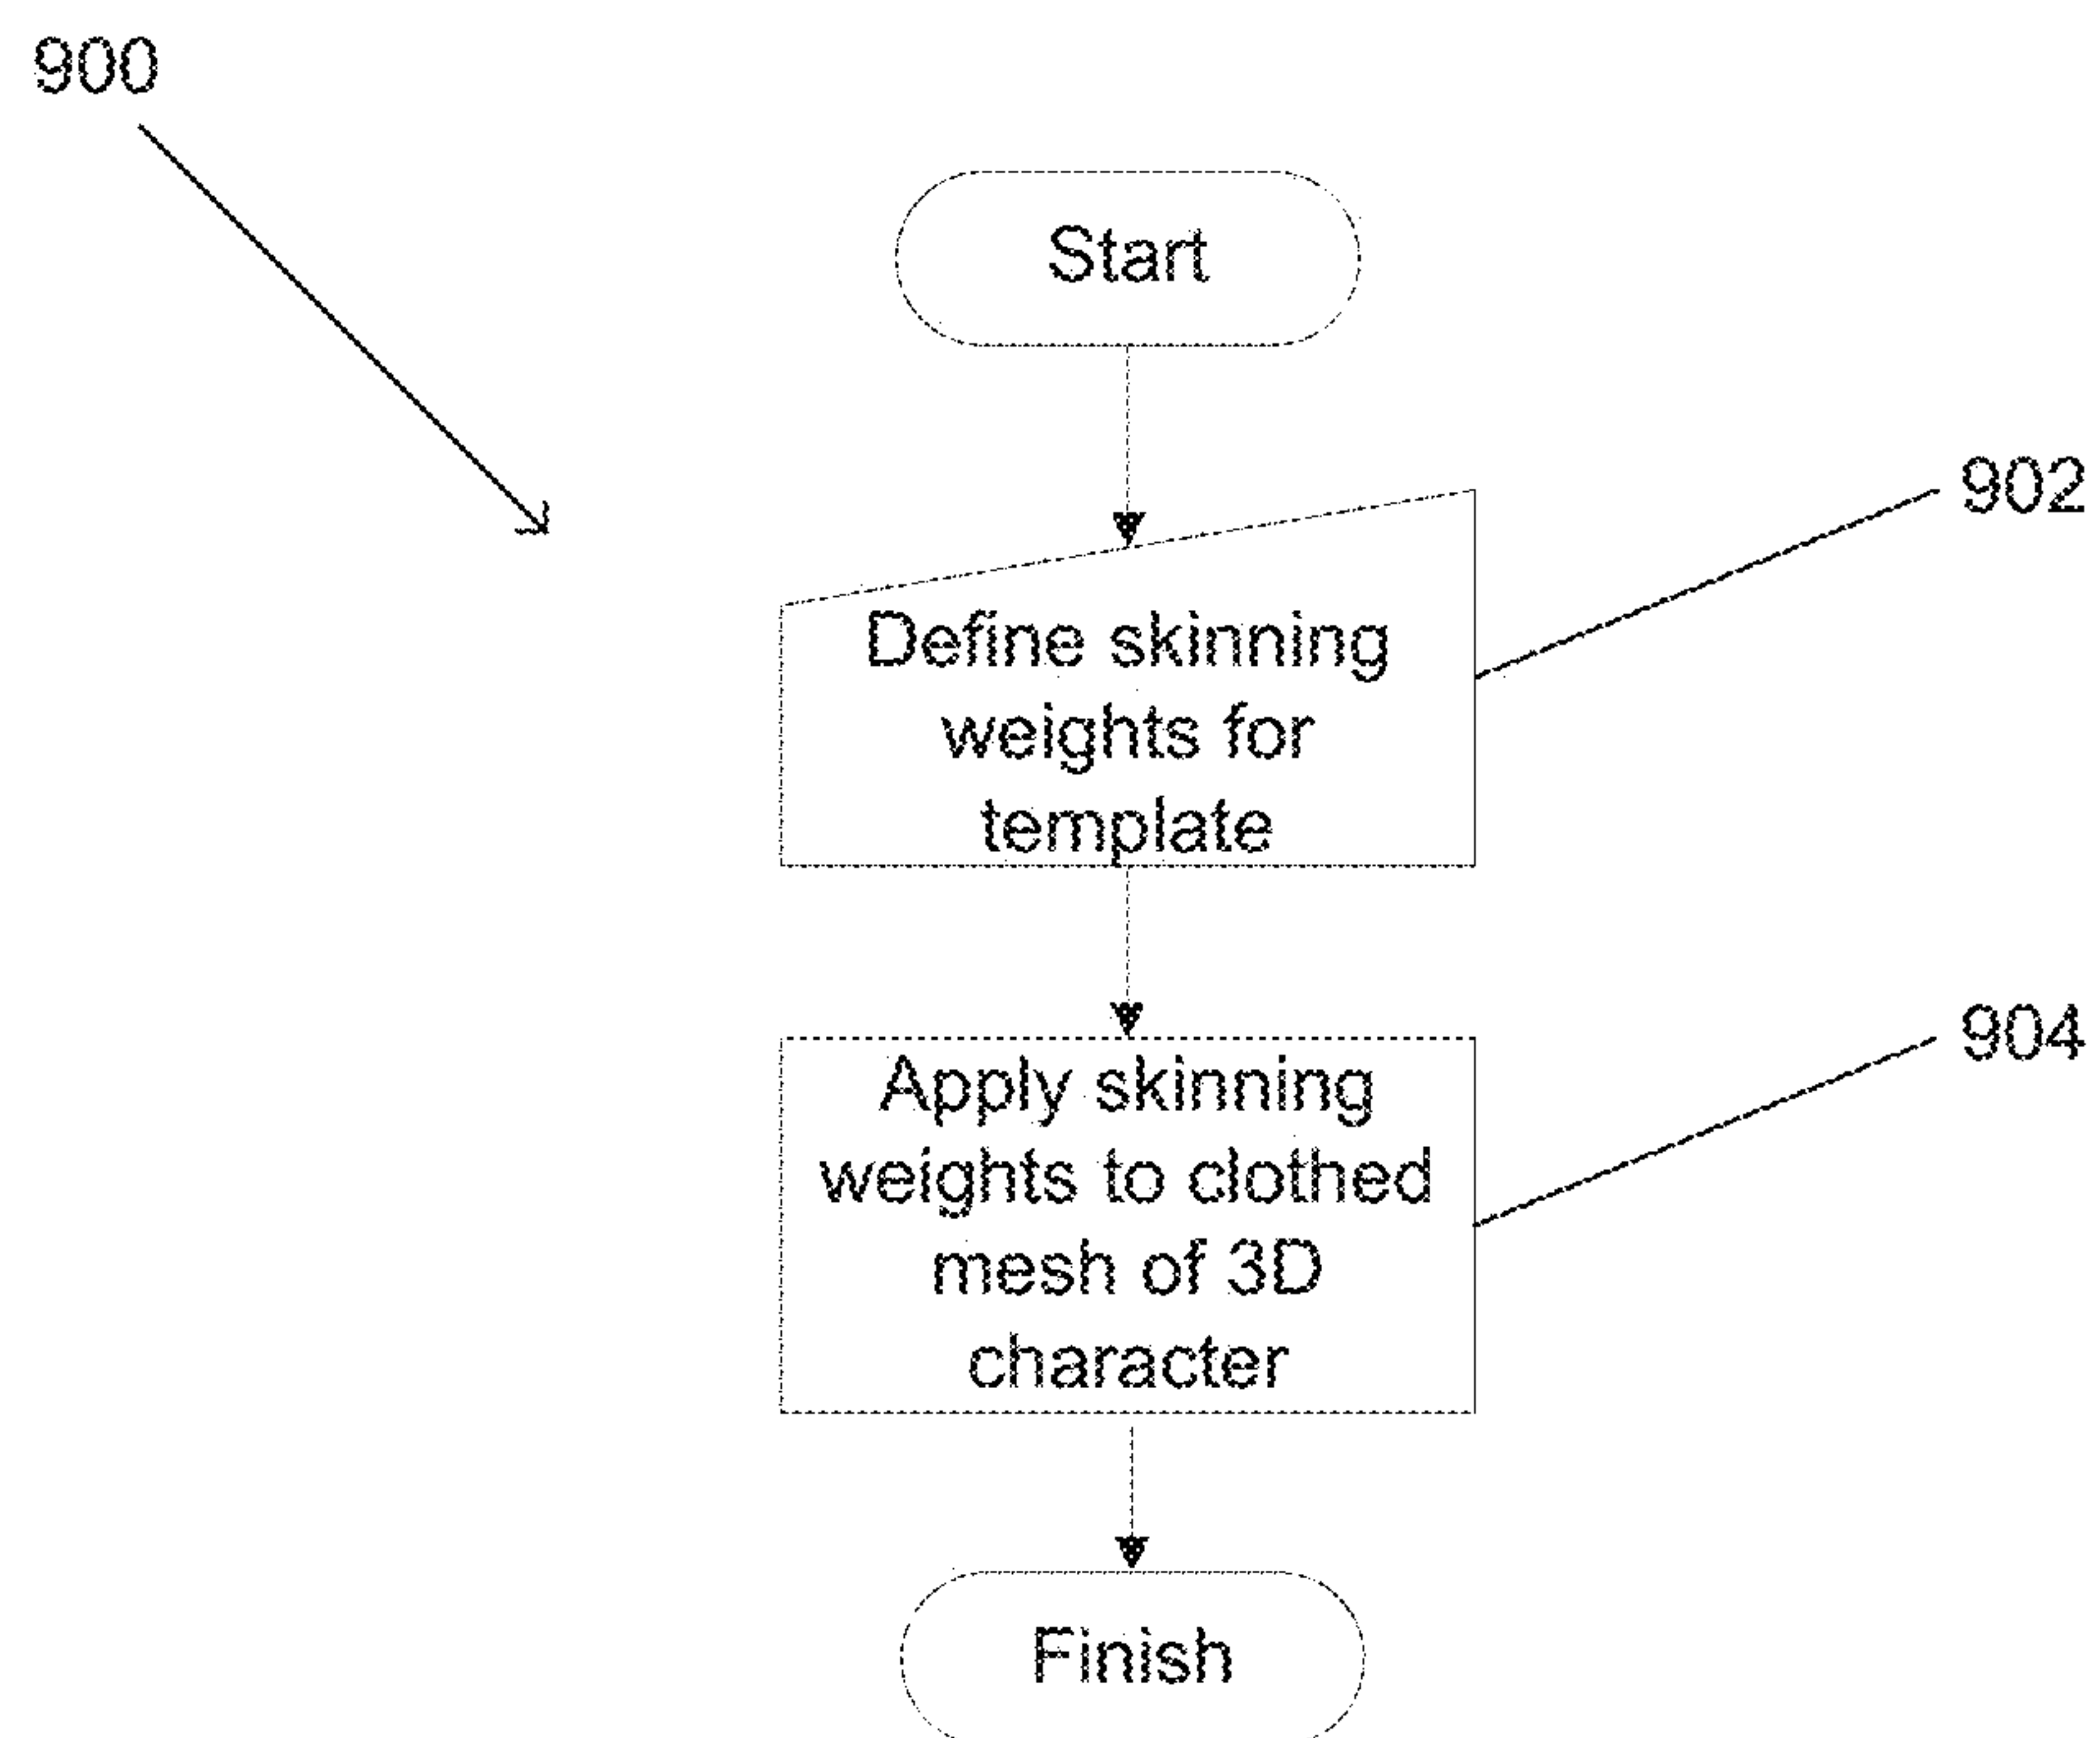 900
Start
902
Define skinning
weights for
template
904
Apply skinning
weights to clothed
mesh of 3D
character
Finish